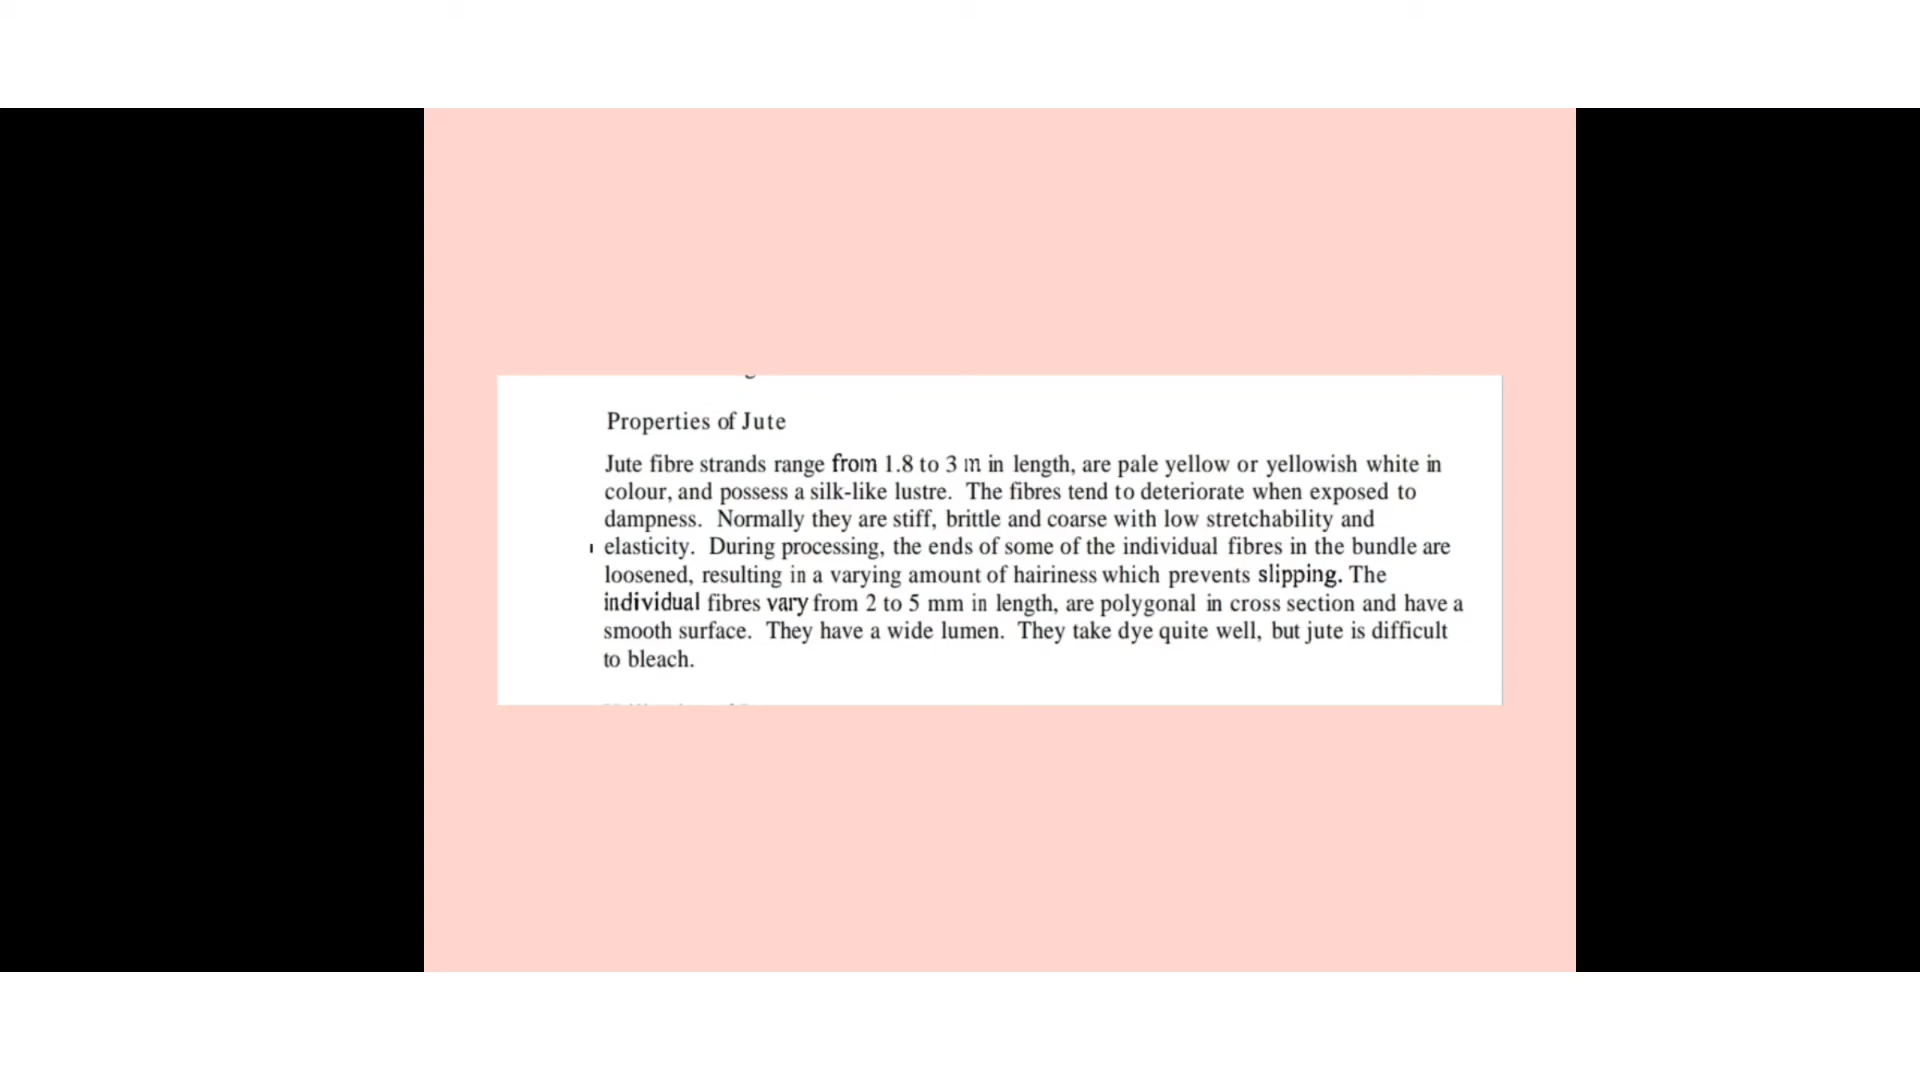 Properties of Jute
Jute fibre strands range from 1.8 to 3 m in length, are pale yellow or yellowish white in
colour, and possess a silk-like lustre. The fibres tend to deteriorate when exposed to
dampness. Normally they are stiff, brittle and coarse with low stretchability and
elasticity. During processing, the ends of some of the individual fibres in the bundle are
loosened, resulting in a varying amount of hairiness which prevents slipping. The
individual fibres vary from 2 to 5 mm in length, are polygonal in cross section and have a
smooth surface. They have a wide lumen. They take dye quite well, but jute is difficult
to bleach.